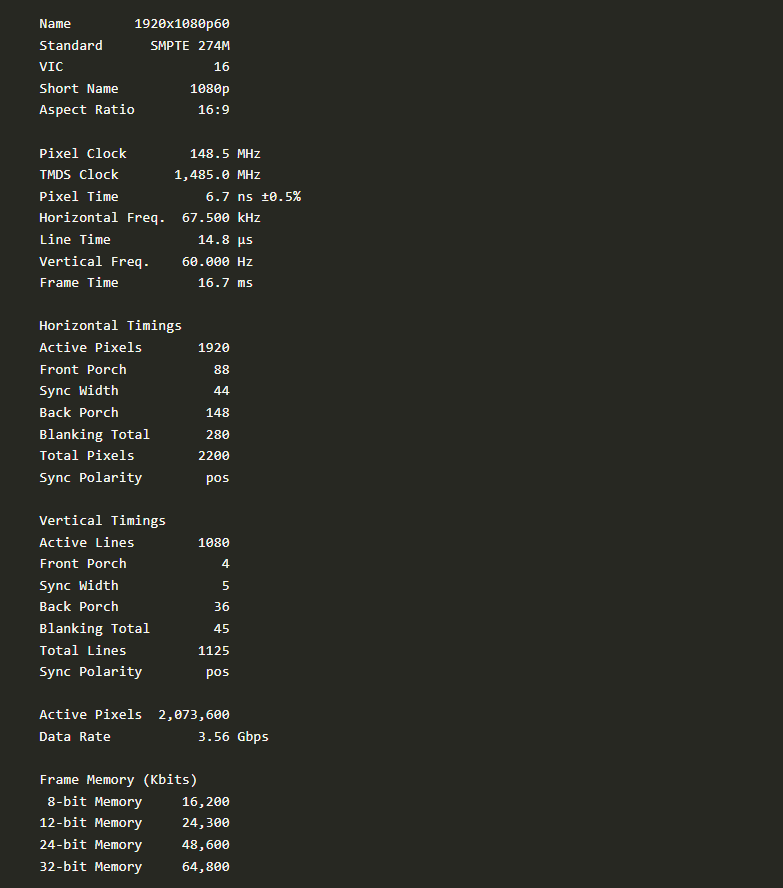 Name 1920x1080p60
Standard SMPTE 274M
VIC 16
Short Name 1080p
Aspect Ratio 16:9
Pixel Clock 148.5 MHz
TMDS Clock 1,485.0 MHz
Pixel Time 6.7 ns ±0.5%
Horizontal Freq. 67.500 kHz
Line Time 14.8 μs
Vertical Freq. 60.000 Hz
Frame Time 16.7 ms
Horizontal Timings
Active Pixels 1920
Front Porch 88
Sync Width 44
Back Porch 148
Blanking Total 280
Total Pixels 2200
Sync Polarity pos
Vertical Timings
Active Lines 1080
Front Porch 4
Sync Width 5
Back Porch 36
Blanking Total 45
Total Lines 1125
Sync Polarity pos
Active Pixels 2,073,600
Data Rate 3.56 Gbps
Frame Memory (Kbits)
8-bit Memory 16,200
12-bit Memory 24,300
24-bit Memory 48,600
32-bit Memory 64,800